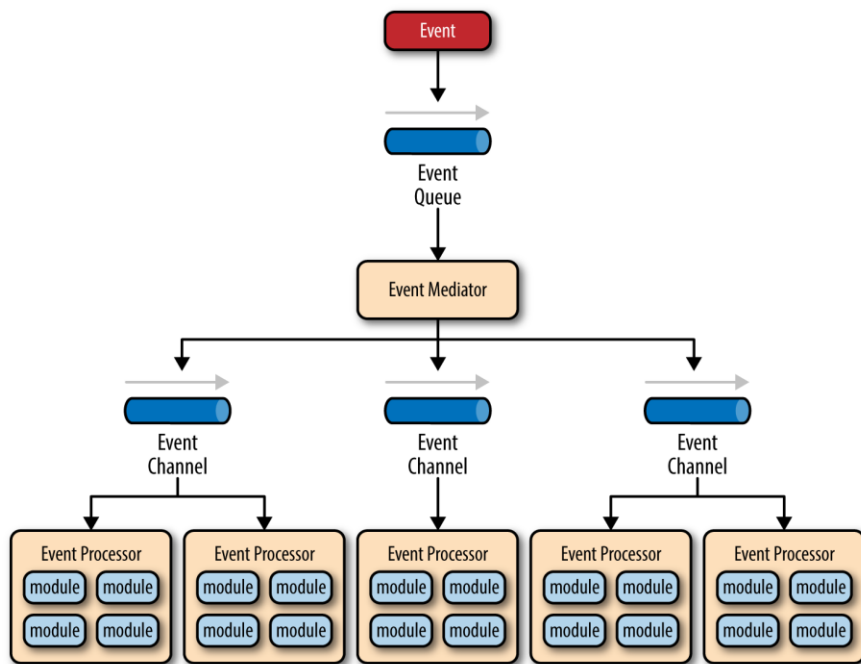 Event
Event
Queue
Event Mediator
Event
Channel
Event
Channel
Event
Channel
Event Processor
module module
module module
Event Processor
module module
module module
Event Processor
module module
module module
Event Processor
module module
module module
Event Processor
module module
module module